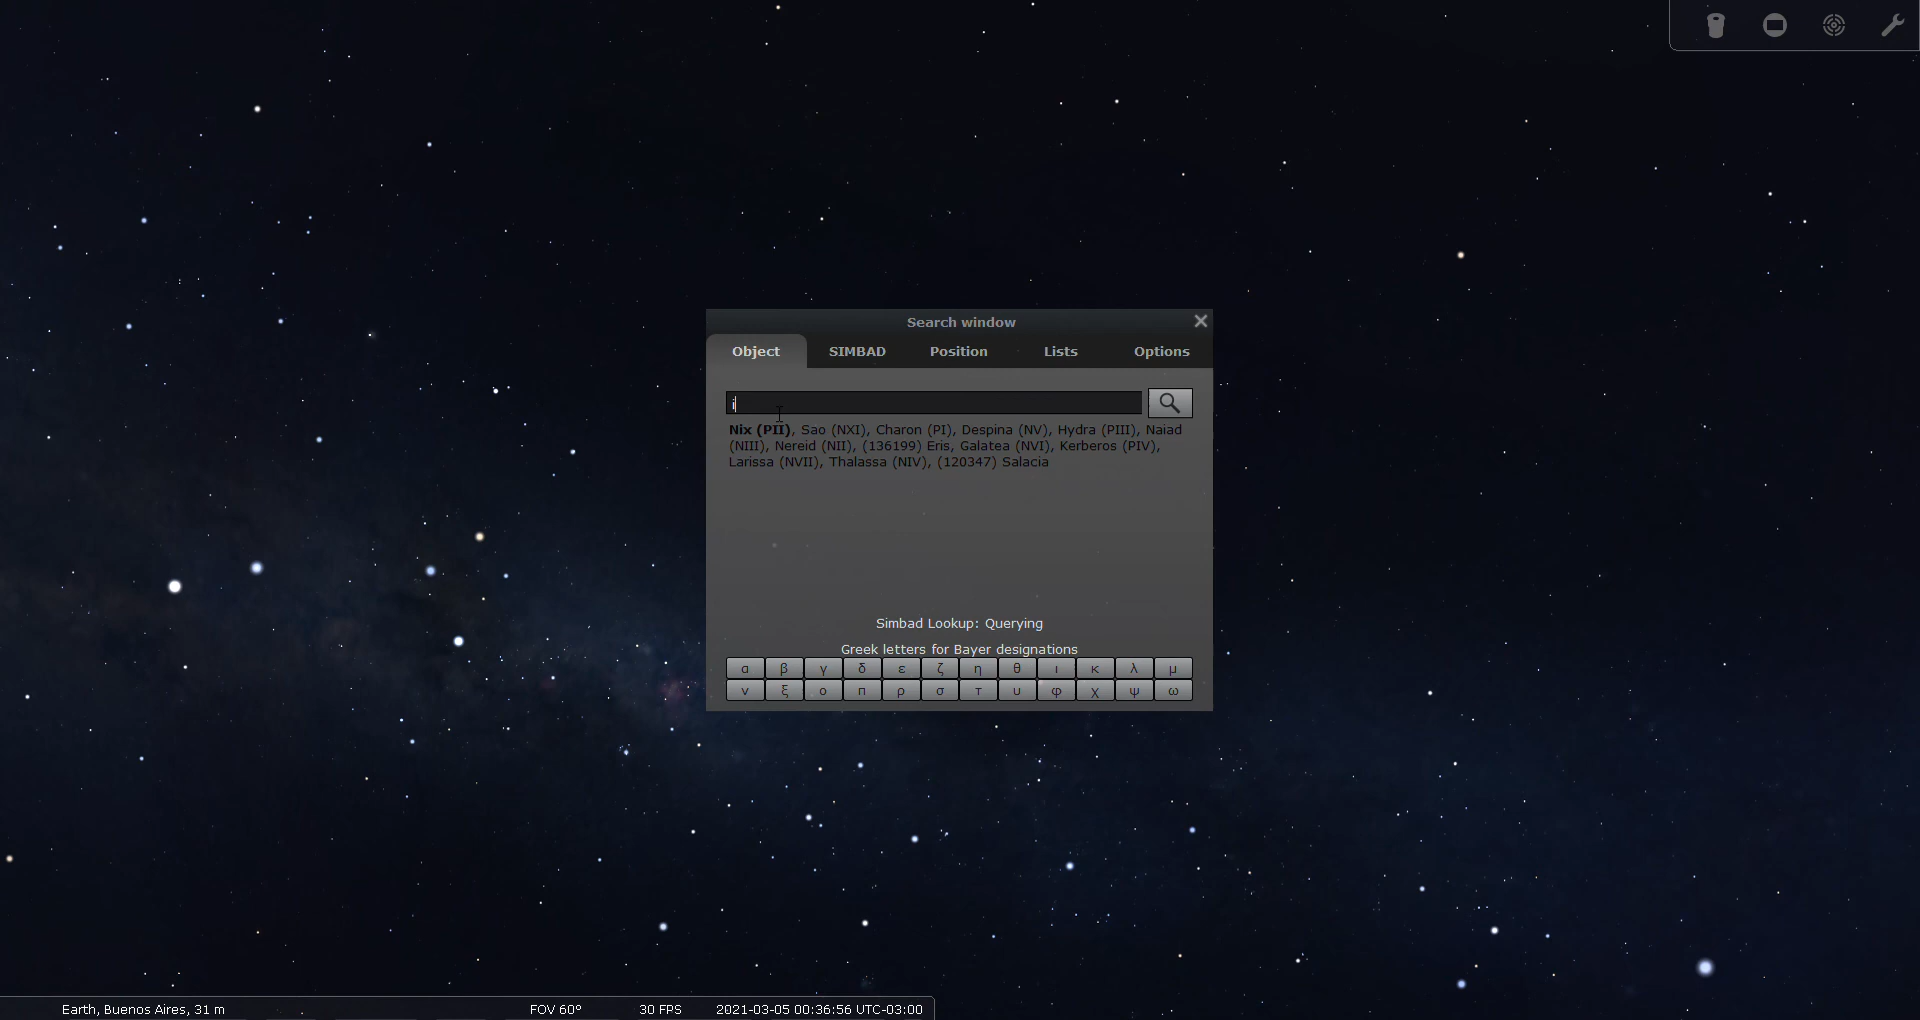 Search window
Object SIMBAD Position Lists Options
i
Nix (PII), Sao (NXI), Charon (PI), Despina (NV), Hydra (PIII), Naiad
(NIII), Nereid (NII), (136199) Eris, Galatea (NVI), Kerberos (PIV),
Larissa (NVII), Thalassa (NIV), (120347) Salacia
Simbad Lookup: Querying
Greek letters for Bayer designations
α β γ δ ε ζ η θ ι κ λ μ
ν ξ ο π ρ σ τ υ φ χ ψ ω
Earth, Buenos Aires, 31 m FOV 60° 30 FPS 2021-03-05 00:36:56 UTC-03:00